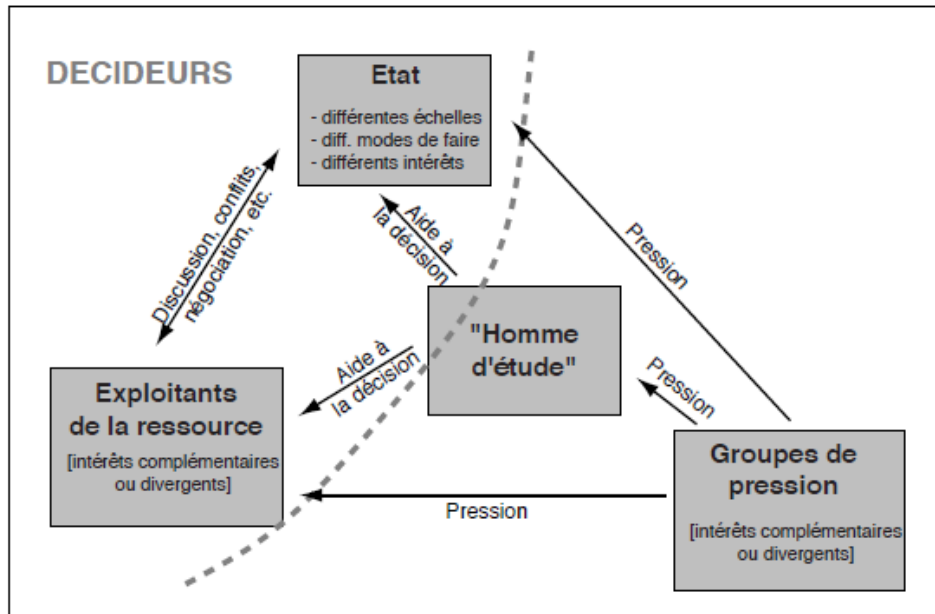 DECIDEURS
Etat
- différentes échelles
- diff. modes de faire
- différents intérêts
Discussion, conflits,
négociation, etc.
Aide à
la décision
Pression
"Homme
d'étude"
Aide à
la décision
Pression
Exploitants
de la ressource
[intérêts complémentaires
ou divergents]
Groupes de
pression
[intérêts complémentaires
ou divergents]
Pression